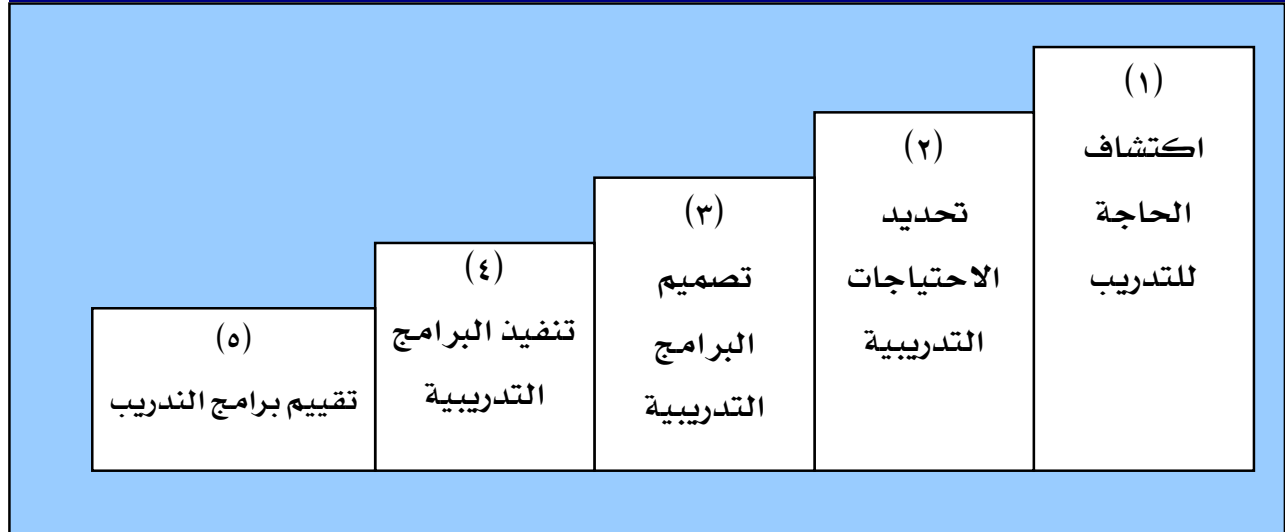 (١)
اكتشاف
الحاجة
للتدريب
(٢)
تحديد
الاحتياجات
التدريبية
(٣)
تصميم
البرامج
التدريبية
(٤)
تنفيذ البرامج
التدريبية
(٥)
تقييم برامج الندريب